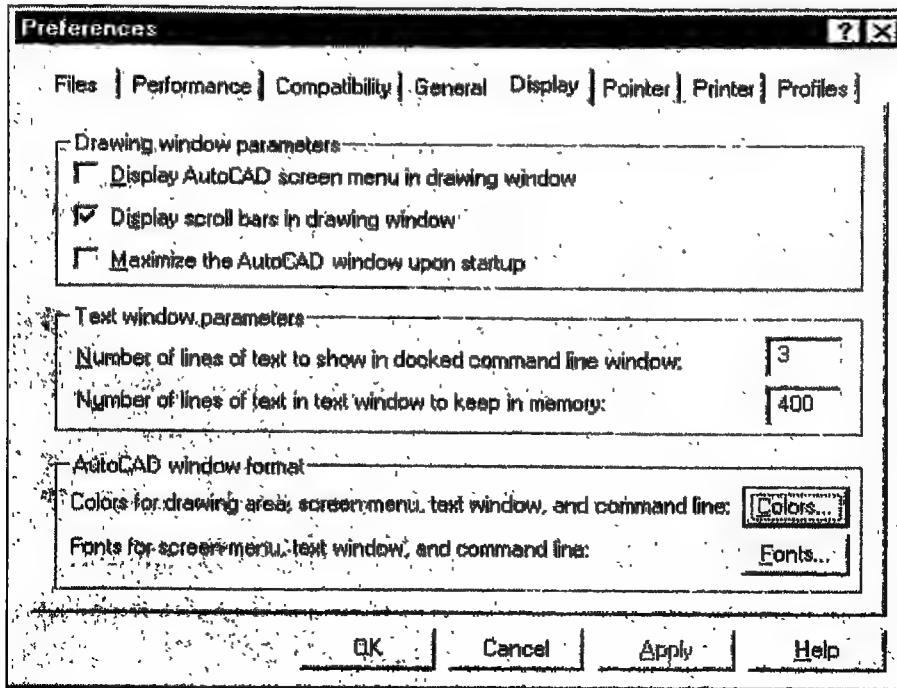 Preferences
? X
Files Performance Compatibility General Display Pointer Printer Profiles
Drawing window parameters
Display AutoCAD screen menu in drawing window
Display scroll bars in drawing window
Maximize the AutoCAD window upon startup
Text window parameters
Number of lines of text to show in docked command line window: 3
Number of lines of text in text window to keep in memory: 400
AutoCAD window format
Colors for drawing area, screen menu, text window, and command line: Colors...
Fonts for screen menu, text window, and command line: Fonts...
OK Cancel Apply Help